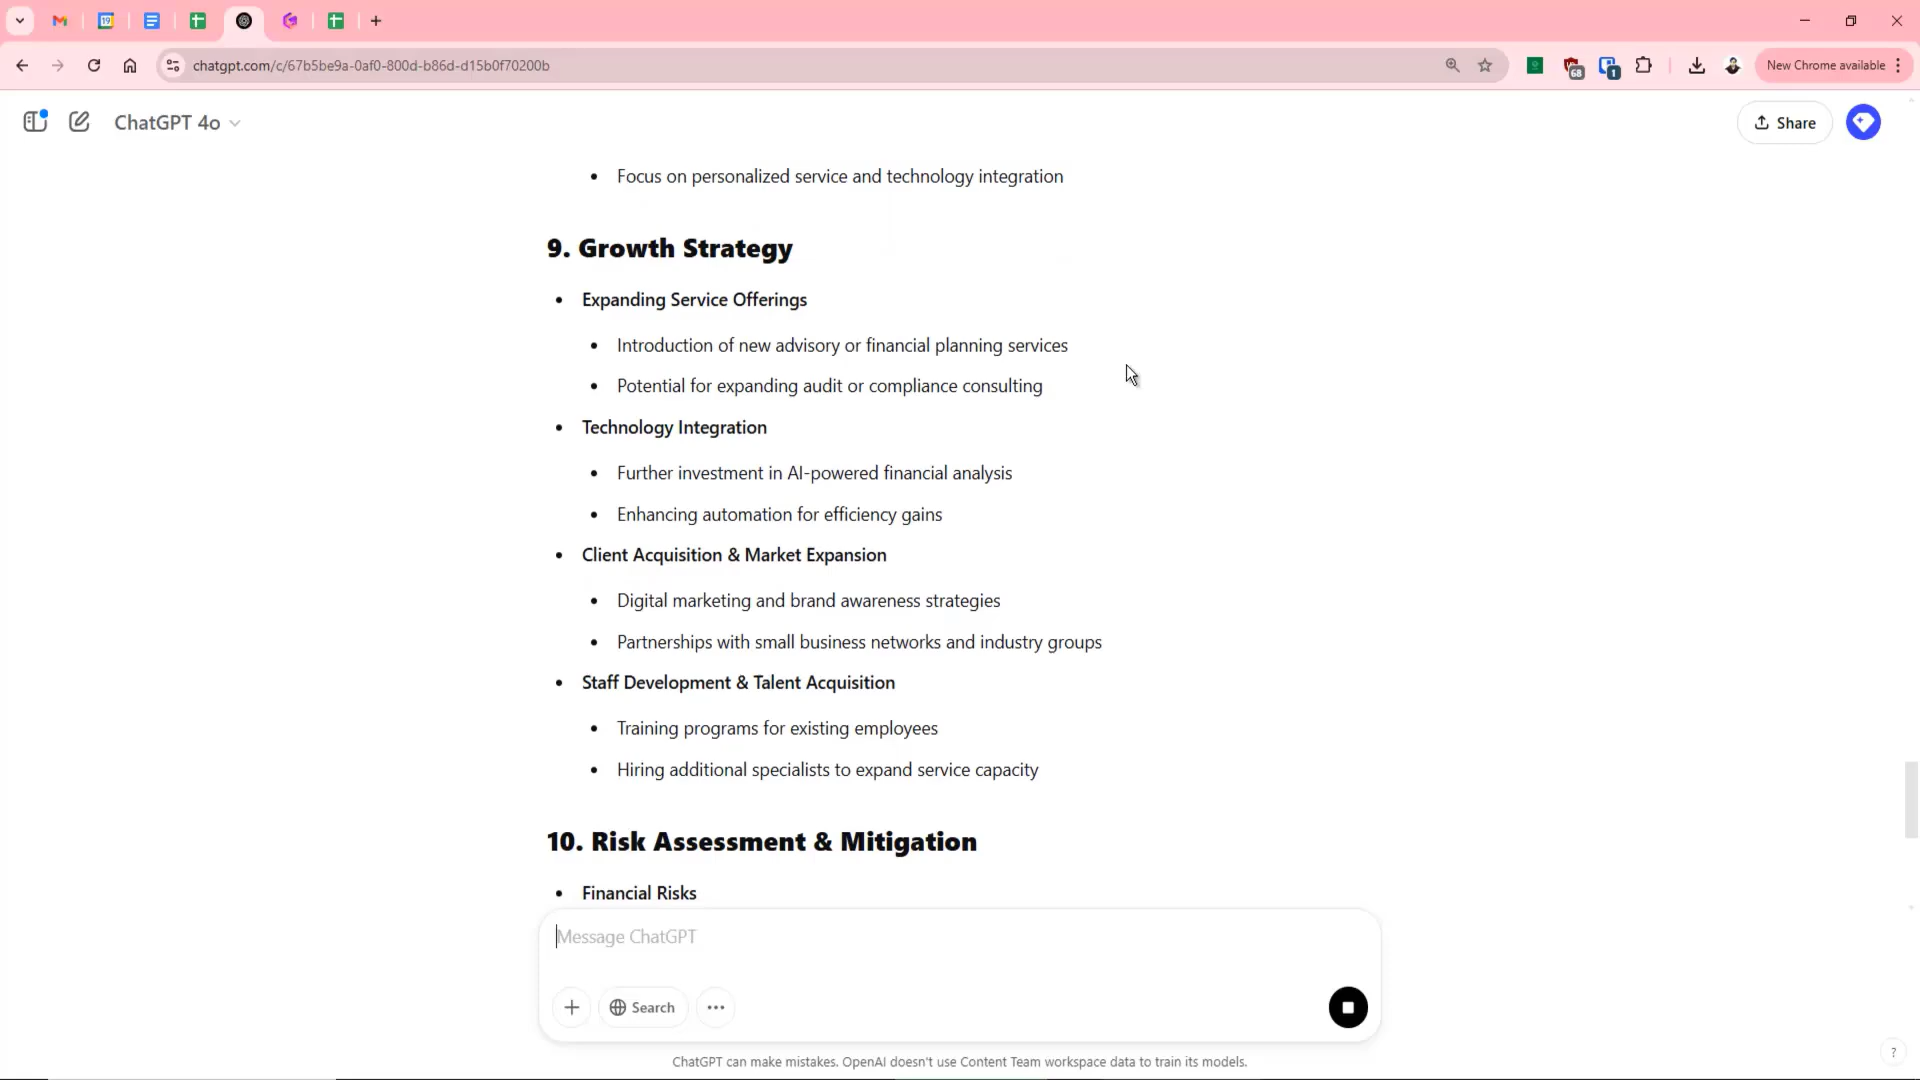 19
chatgpt.com/c/67b5be9a-0af0-800d-b86d-d15b0f70200b
68
1
New Chrome available
ChatGPT 4o
Share
• Focus on personalized service and technology integration
9. Growth Strategy
• Expanding Service Offerings
• Introduction of new advisory or financial planning services
• Potential for expanding audit or compliance consulting
• Technology Integration
• Further investment in AI-powered financial analysis
• Enhancing automation for efficiency gains
• Client Acquisition & Market Expansion
• Digital marketing and brand awareness strategies
• Partnerships with small business networks and industry groups
• Staff Development & Talent Acquisition
• Training programs for existing employees
• Hiring additional specialists to expand service capacity
10. Risk Assessment & Mitigation
• Financial Risks
Message ChatGPT
Search
ChatGPT can make mistakes. OpenAI doesn't use Content Team workspace data to train its models.
?